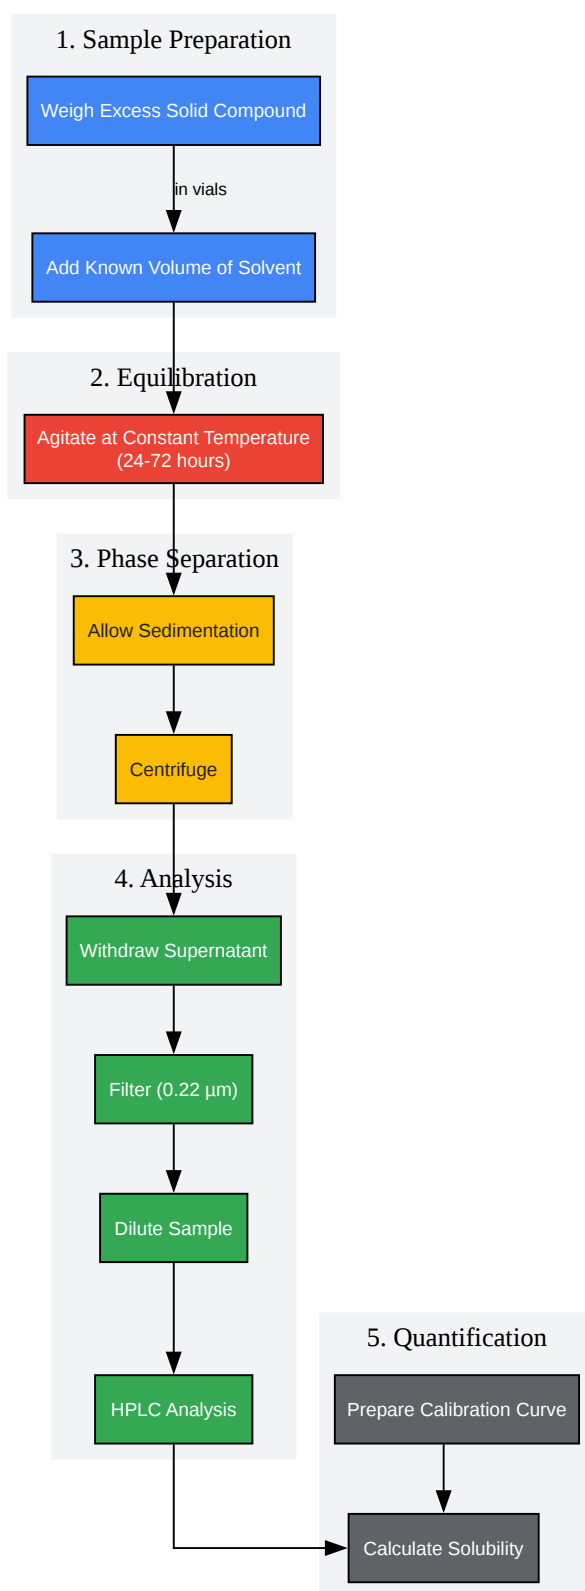 1. Sample Preparation
Weigh Excess Solid Compound
in vials
Add Known Volume of Solvent
2. Equilibration
Agitate at Constant Temperature
(24-72 hours)
3. Phase Separation
Allow Sedimentation
Centrifuge
4. Analysis
Withdraw Supernatant
Filter (0.22 µm)
Dilute Sample
HPLC Analysis
5. Quantification
Prepare Calibration Curve
Calculate Solubility